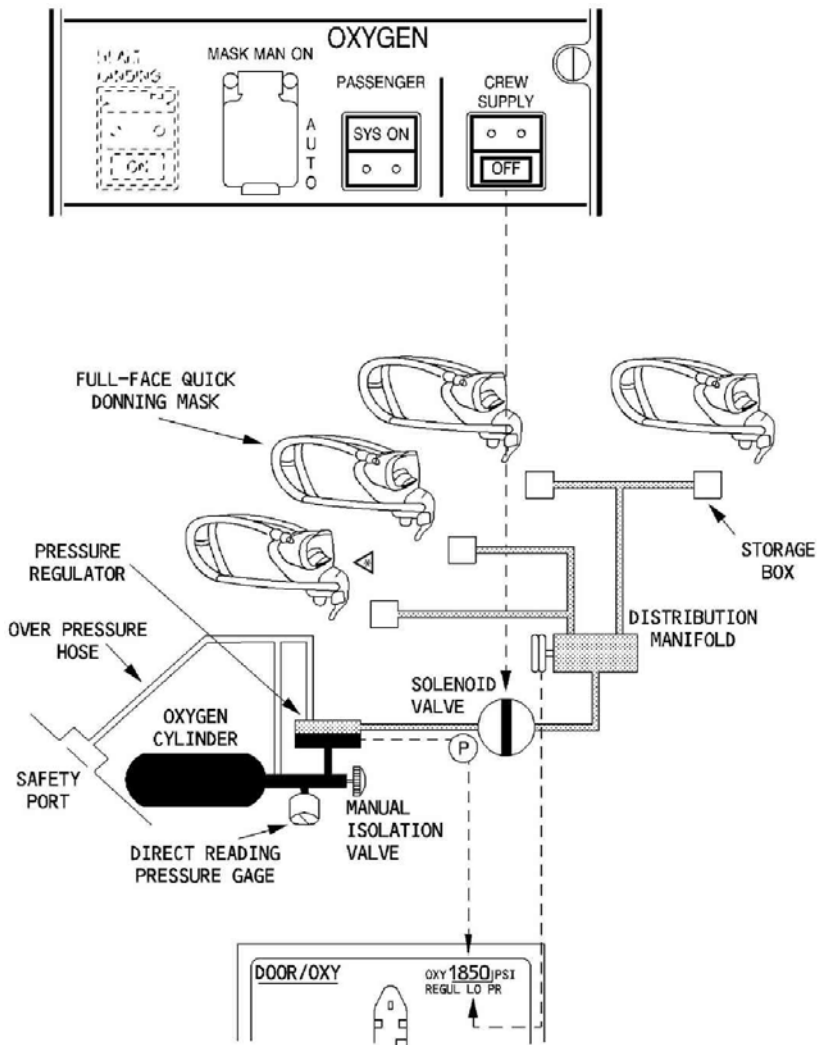 OXYGEN
MASK MAN ON
PASSENGER
CREW
SUPPLY
LANDING
ON
A
U
T
O
SYS ON
OFF
FULL-FACE QUICK
DONNING MASK
PRESSURE
REGULATOR
STORAGE
BOX
OVER PRESSURE
HOSE
DISTRIBUTION
MANIFOLD
SOLENOID
VALVE
OXYGEN
CYLINDER
P
SAFETY
PORT
MANUAL
ISOLATION
VALVE
DIRECT READING
PRESSURE GAGE
DOOR/OXY
OXY 1850 PSI
REGUL LO PR